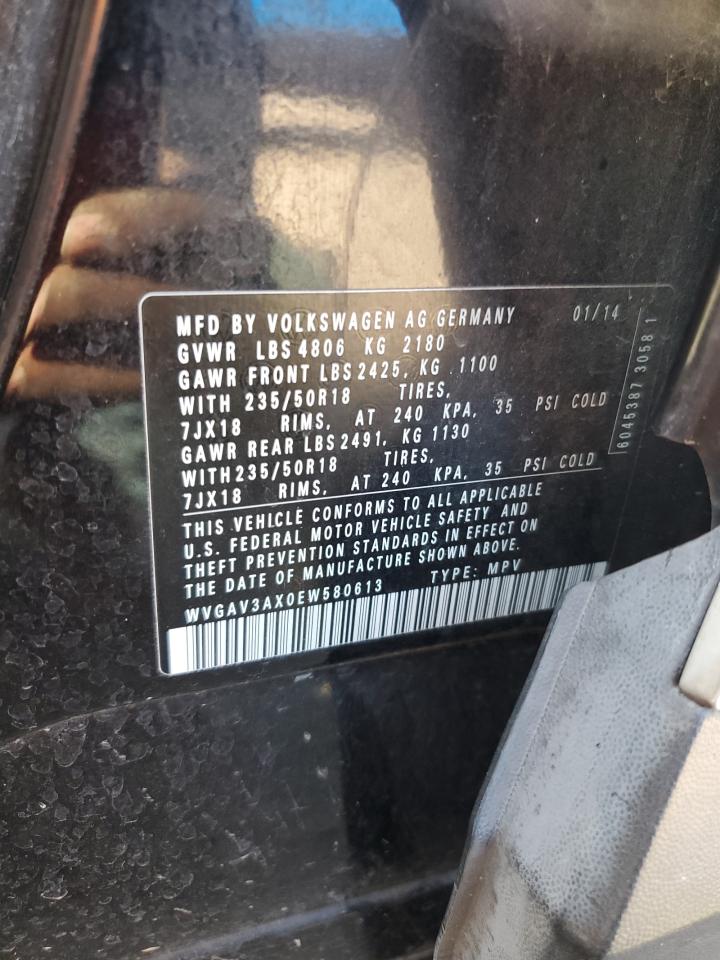 MFD BY VOLKSWAGEN AG GERMANY 01/14
GVWR LBS 4806 KG 2180
GAWR FRONT LBS 2425, KG 1100
WITH 235/50R18 TIRES,
7JX18 RIMS, AT 240 KPA, 35 PSI COLD
GAWR REAR LBS 2491, KG 1130
WITH 235/50R18 TIRES,
7JX18 RIMS, AT 240 KPA, 35 PSI COLD
THIS VEHICLE CONFORMS TO ALL APPLICABLE
U.S. FEDERAL MOTOR VEHICLE SAFETY AND
THEFT PREVENTION STANDARDS IN EFFECT ON
THE DATE OF MANUFACTURE SHOWN ABOVE.
WVGAV3AX0EW580613 TYPE: MPV
6045387 3058 1